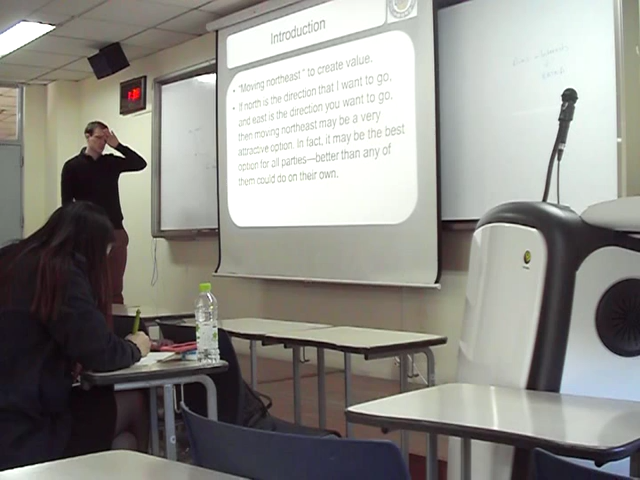 Introduction
• "Moving northeast " to create value.
• If north is the direction that I want to go,
and east is the direction you want to go,
then moving northeast may be a very
attractive option. In fact, it may be the best
option for all parties—better than any of
them could do on their own.